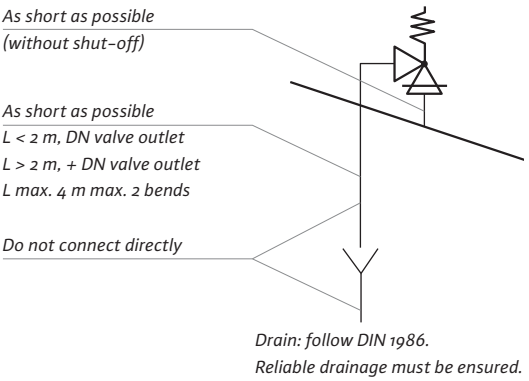 As short as possible
(without shut-off)
As short as possible
L < 2 m, DN valve outlet
L > 2 m, + DN valve outlet
L max. 4 m max. 2 bends
Do not connect directly
Drain: follow DIN 1986.
Reliable drainage must be ensured.